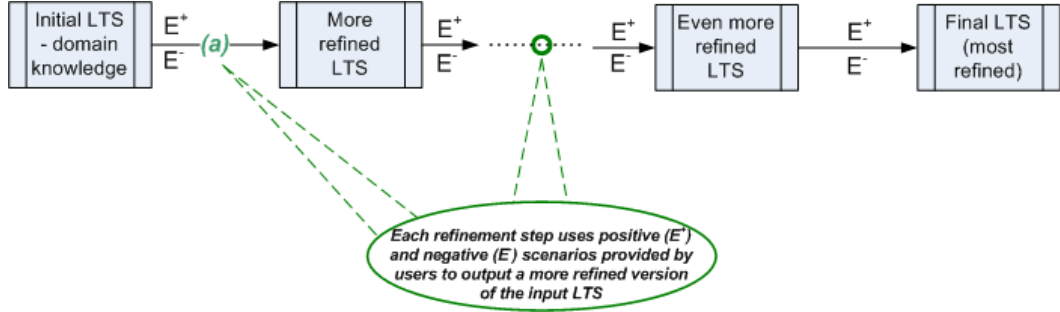 Initial LTS
- domain
knowledge
E⁺
E⁻
(a)
More
refined
LTS
E⁺
E⁻
E⁺
E⁻
Even more
refined
LTS
E⁺
E⁻
Final LTS
(most
refined)
Each refinement step uses positive (E⁺)
and negative (E⁻) scenarios provided by
users to output a more refined version
of the input LTS